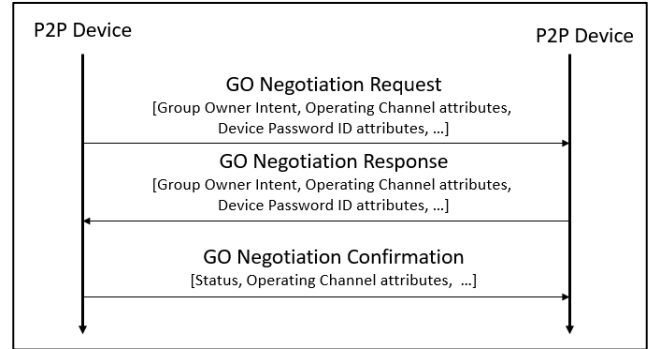 P2P Device
P2P Device
GO Negotiation Request
[Group Owner Intent, Operating Channel attributes,
Device Password ID attributes, ...]
GO Negotiation Response
[Group Owner Intent, Operating Channel attributes,
Device Password ID attributes, ...]
GO Negotiation Confirmation
[Status, Operating Channel attributes,  ...]